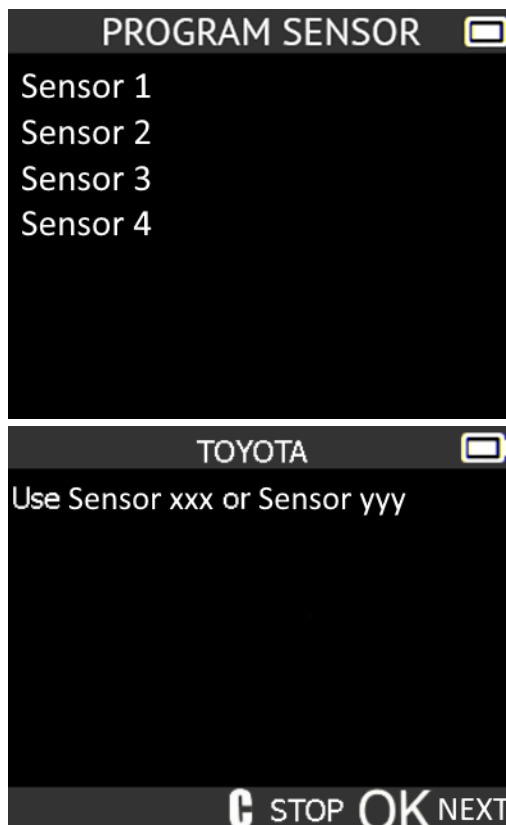 PROGRAM SENSOR
Sensor 1
Sensor 2
Sensor 3
Sensor 4
TOYOTA
Use Sensor xxx or Sensor yyy
C STOP OK NEXT